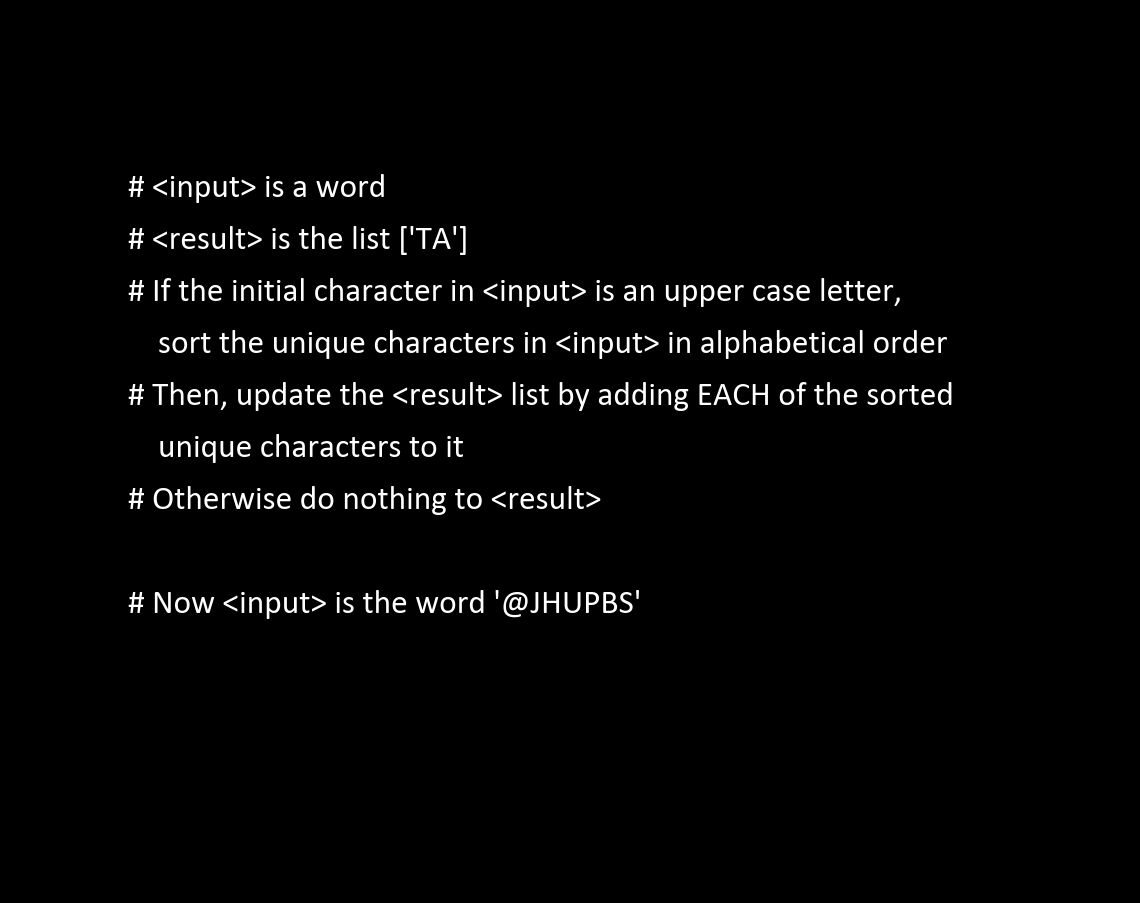 # <input> is a word
# <result> is the list ['TA']
# If the initial character in <input> is an upper case letter,
sort the unique characters in <input> in alphabetical order
# Then, update the <result> list by adding EACH of the sorted
unique characters to it
# Otherwise do nothing to <result>
# Now <input> is the word '@JHUPBS'